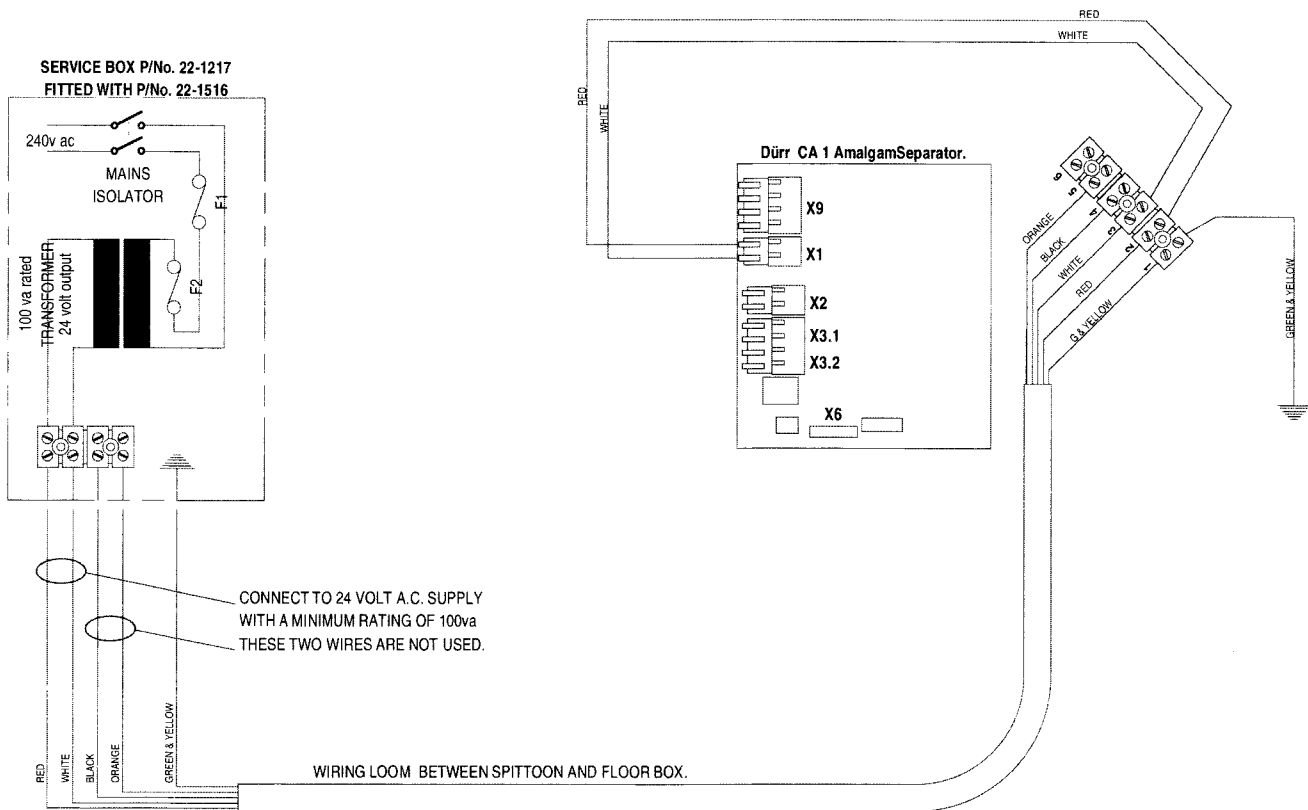 SERVICE BOX P/No. 22-1217
FITTED WITH P/No. 22-1516
240v ac
MAINS
ISOLATOR
F1
F2
100 va rated
TRANSFORMER
24 volt output
CONNECT TO 24 VOLT A.C. SUPPLY
WITH A MINIMUM RATING OF 100va
THESE TWO WIRES ARE NOT USED.
RED
WHITE
BLACK
ORANGE
GREEN & YELLOW
WIRING LOOM BETWEEN SPITTOON AND FLOOR BOX.
RED
WHITE
RED
WHITE
Dürr CA 1 AmalgamSeparator.
X9
X1
X2
X3.1
X3.2
X6
6
5
4
3
2
1
ORANGE
BLACK
WHITE
RED
G & YELLOW
GREEN & YELLOW